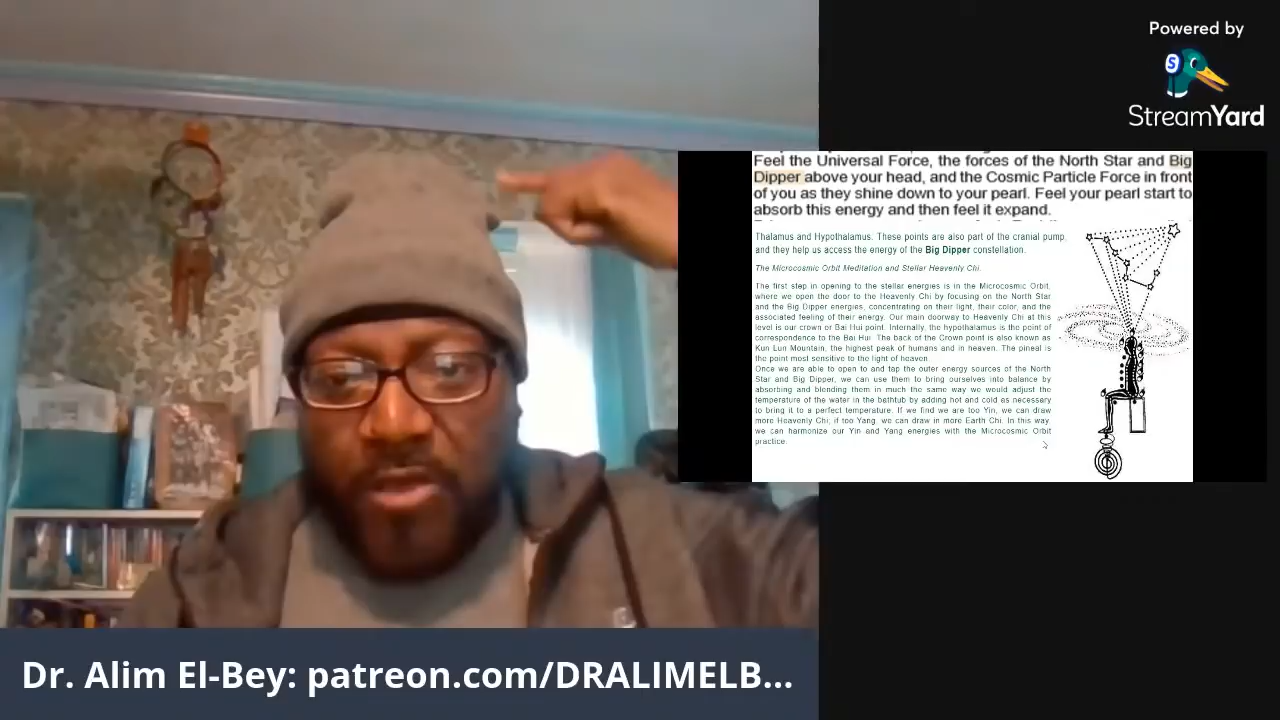 Powered by
S
StreamYard
Feel the Universal Force, the forces of the North Star and Big
Dipper above your head, and the Cosmic Particle Force in front
of you as they shine down to your pearl. Feel your pearl start to
absorb this energy and then feel it expand.
Thalamus and Hypothalamus. These points are also part of the cranial pump,
and they help us access the energy of the Big Dipper constellation.
The Microcosmic Orbit Meditation and Stellar Heavenly Chi.
The first step in opening to the stellar energies is in the Microcosmic Orbit,
where we open the door to the Heavenly Chi by focusing on the North Star
and the Big Dipper energies, concentrating on their light, their color, and the
associated feeling of their energy. Our main doorway to Heavenly Chi at this
level is our crown or Bai Hui point. Internally, the hypothalamus is the point of
correspondence to the Bai Hui. The back of the Crown point is also known as
Kun Lun Mountain, the highest peak of humans and in heaven. The pineal is
the point most sensitive to the light of heaven.
Once we are able to open to and tap the outer energy sources of the North
Star and Big Dipper, we can use them to bring ourselves into balance by
absorbing and blending them in much the same way we would adjust the
temperature of the water in the bathtub by adding hot and cold as necessary
to bring it to a perfect temperature. If we find we are too Yin, we can draw
more Heavenly Chi; if too Yang, we can draw in more Earth Chi. In this way
we can harmonize our Yin and Yang energies with the Microcosmic Orbit
practice.
Dr. Alim El-Bey: patreon.com/DRALIMELB...